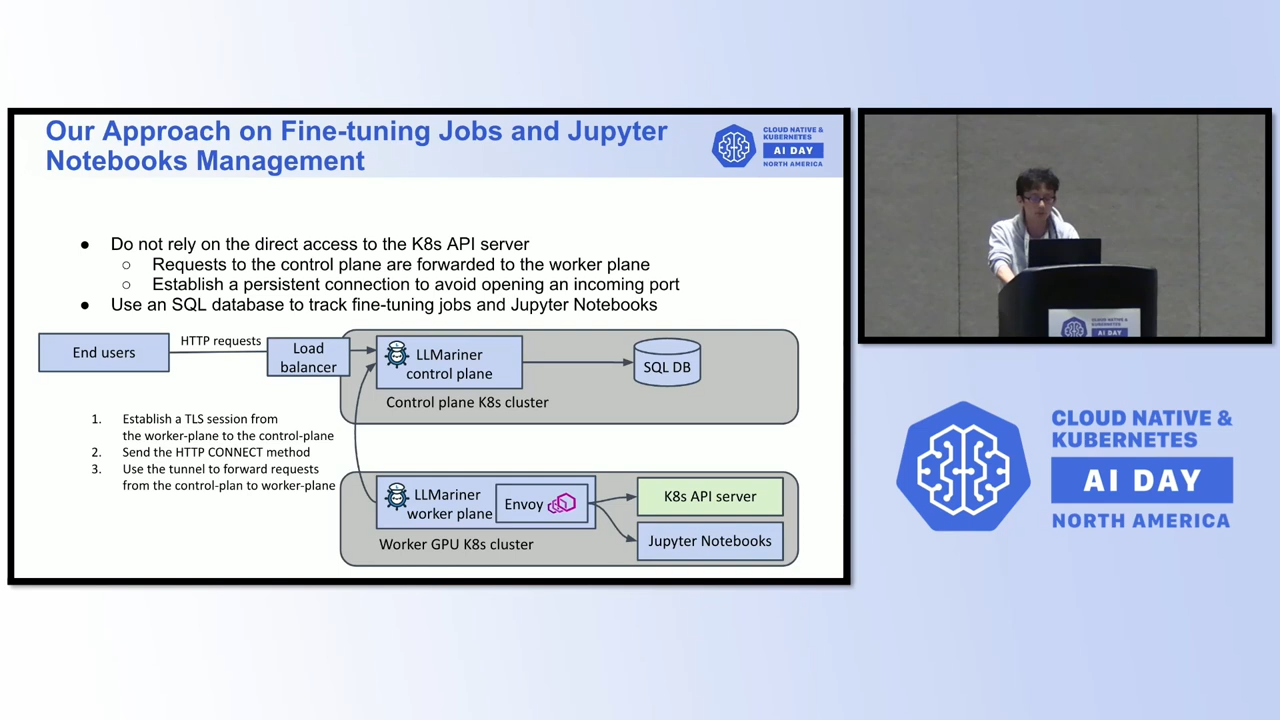 Our Approach on Fine-tuning Jobs and Jupyter
Notebooks Management
CLOUD NATIVE &
KUBERNETES
AI DAY
NORTH AMERICA
● Do not rely on the direct access to the K8s API server
○ Requests to the control plane are forwarded to the worker plane
○ Establish a persistent connection to avoid opening an incoming port
● Use an SQL database to track fine-tuning jobs and Jupyter Notebooks
End users
HTTP requests
Load
balancer
LLMariner
control plane
SQL DB
Control plane K8s cluster
1. Establish a TLS session from
the worker-plane to the control-plane
2. Send the HTTP CONNECT method
3. Use the tunnel to forward requests
from the control-plan to worker-plane
LLMariner
worker plane
Envoy
K8s API server
Jupyter Notebooks
Worker GPU K8s cluster
CLOUD NATIVE &
KUBERNETES
AI DAY
CLOUD NATIVE &
KUBERNETES
AI DAY
NORTH AMERICA